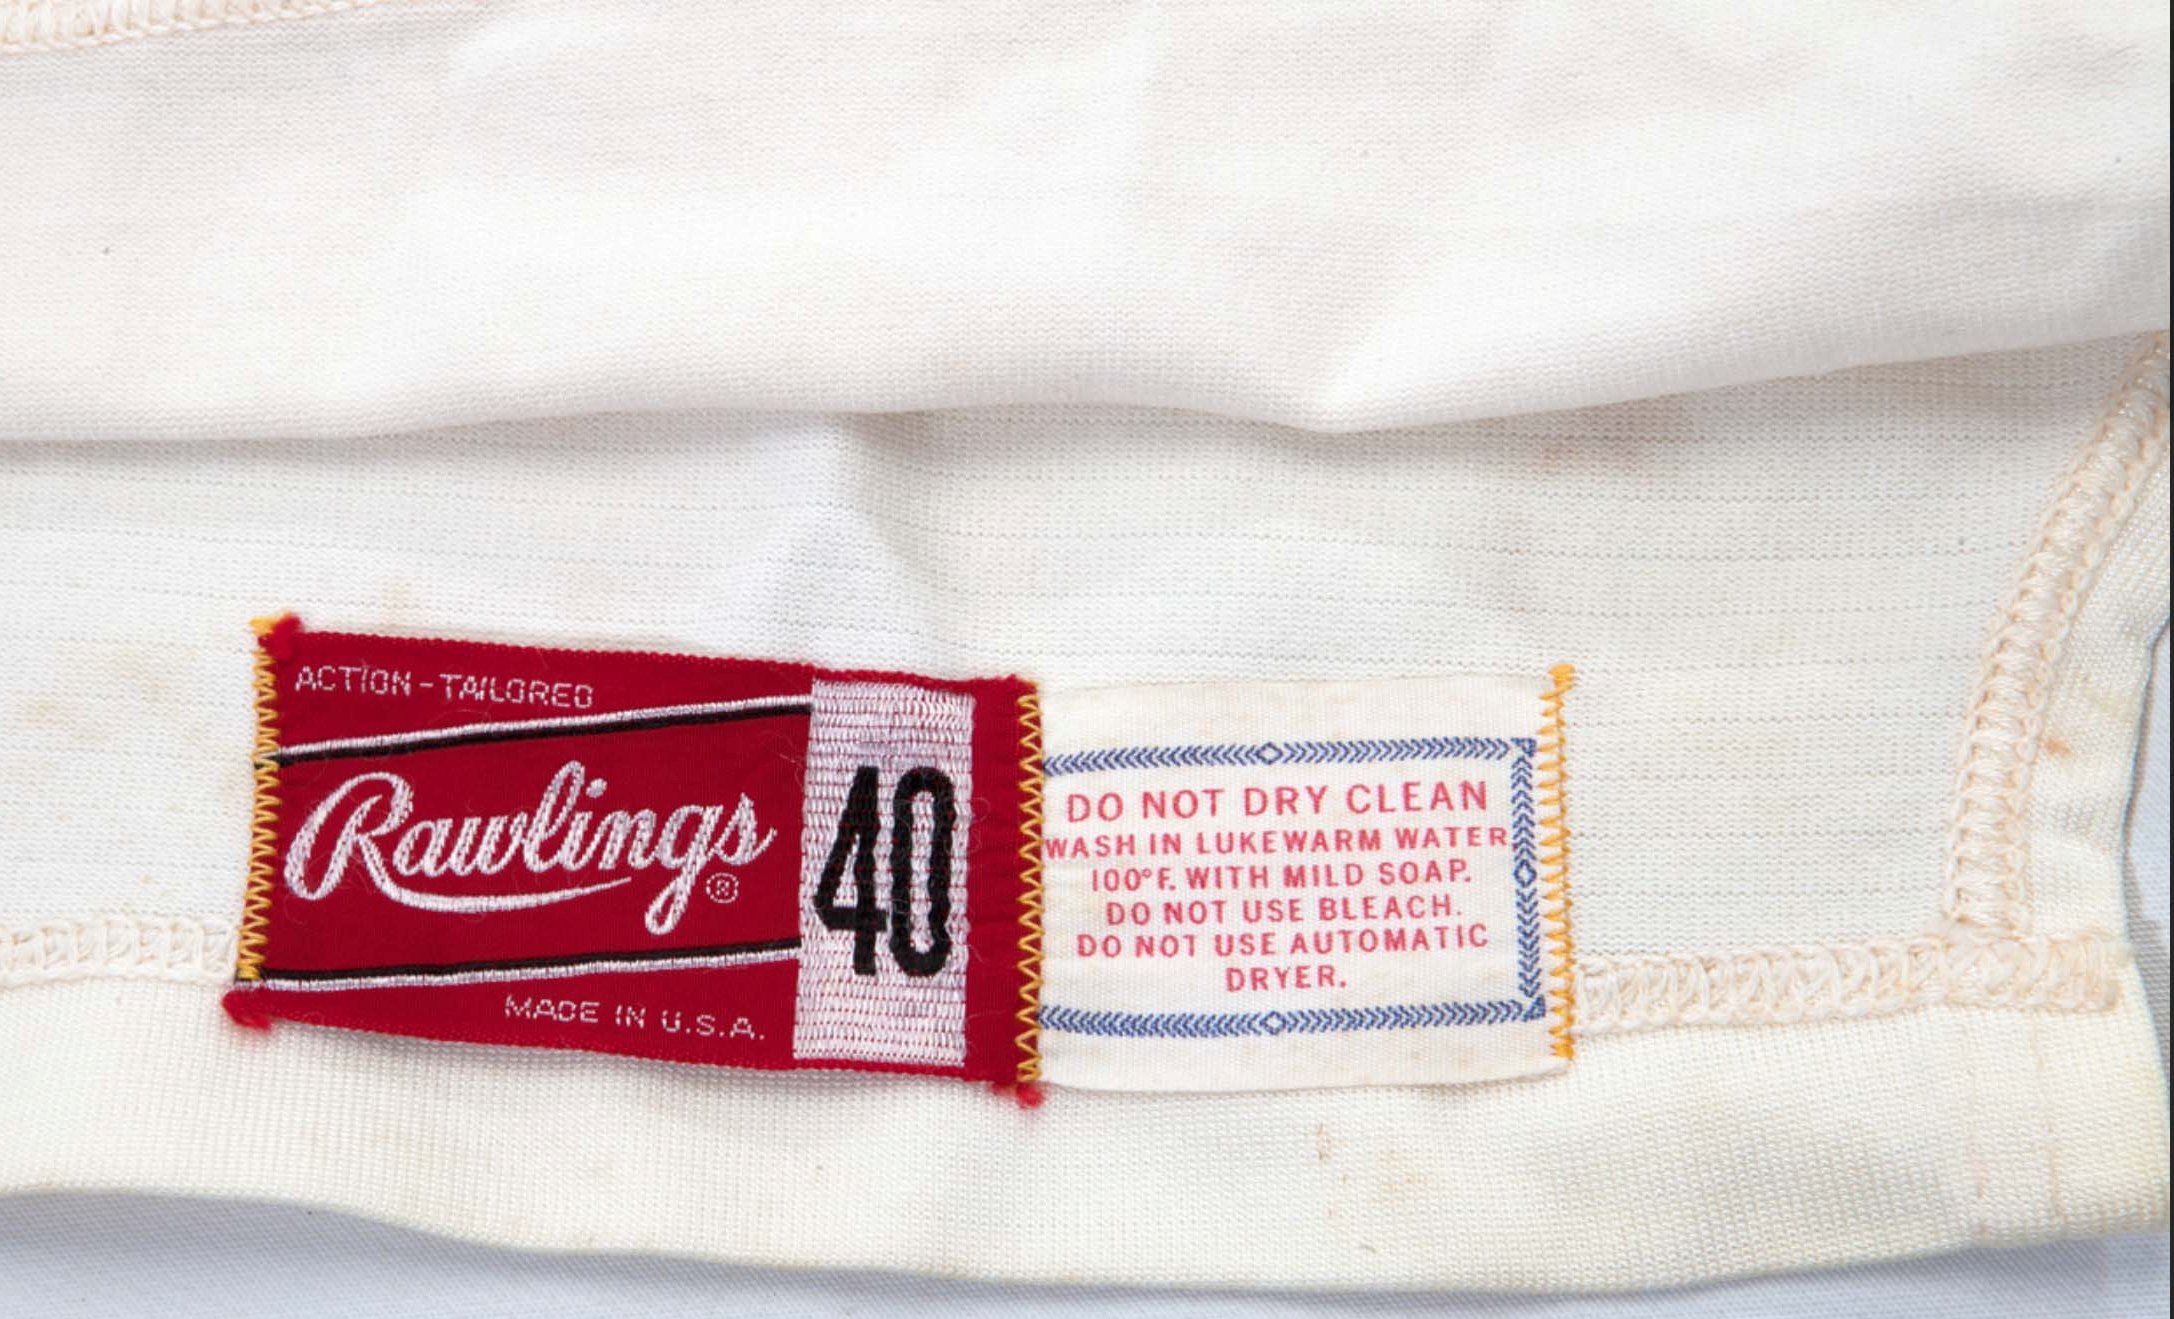 ACTION-TAILORED
Rawlings®
MADE IN U.S.A.
40
DO NOT DRY CLEAN
WASH IN LUKEWARM WATER
100°F. WITH MILD SOAP.
DO NOT USE BLEACH.
DO NOT USE AUTOMATIC
DRYER.